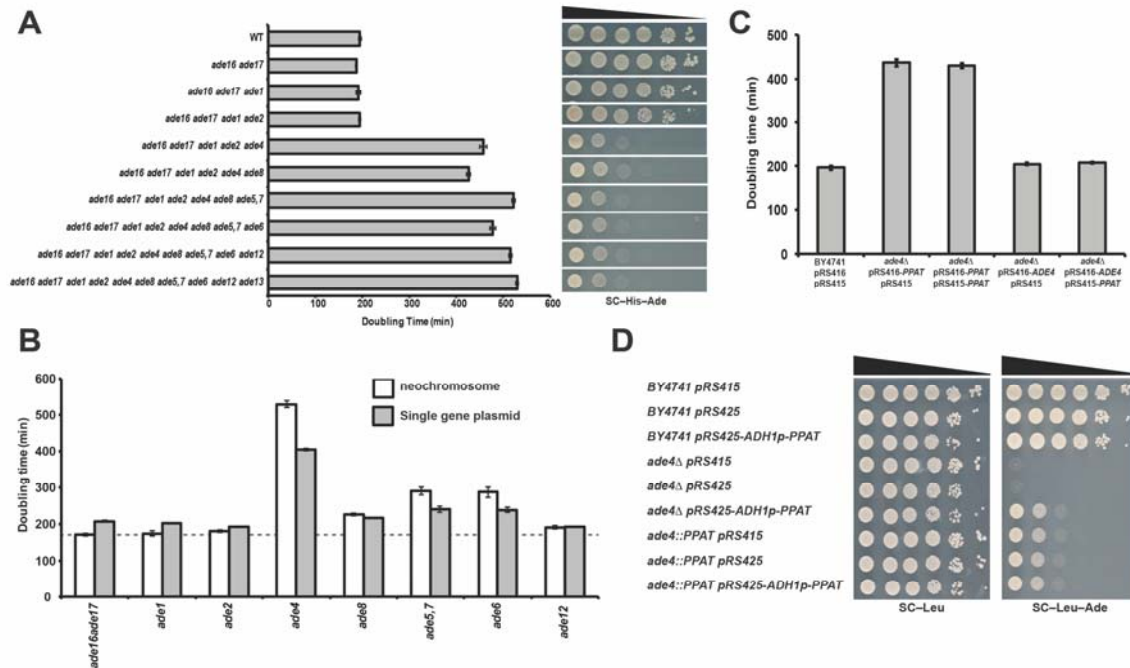 A
WT
ade16 ade17
ade16 ade17 ade1
ade16 ade17 ade1 ade2
ade16 ade17 ade1 ade2 ade4
ade16 ade17 ade1 ade2 ade4 ade8
ade16 ade17 ade1 ade2 ade4 ade8 ade5,7
ade16 ade17 ade1 ade2 ade4 ade8 ade5,7 ade6
ade16 ade17 ade1 ade2 ade4 ade8 ade5,7 ade6 ade12
ade16 ade17 ade1 ade2 ade4 ade8 ade5,7 ade6 ade12 ade13
0 100 200 300 400 500 600
Doubling Time (min)
SC–His–Ade
C
Doubling time (min)
500
400
300
200
100
0
BY4741 pRS416 pRS415
ade4Δ pRS416-PPAT pRS415
ade4Δ pRS416-PPAT pRS415-PPAT
ade4Δ pRS416-ADE4 pRS415
ade4Δ pRS416-ADE4 pRS415-PPAT
B
Doubling time (min)
600
500
400
300
200
100
0
neochromosome
Single gene plasmid
ade16ade17
ade1
ade2
ade4
ade8
ade5,7
ade6
ade12
D
BY4741 pRS415
BY4741 pRS425
BY4741 pRS425-ADH1p-PPAT
ade4Δ pRS415
ade4Δ pRS425
ade4Δ pRS425-ADH1p-PPAT
ade4::PPAT pRS415
ade4::PPAT pRS425
ade4::PPAT pRS425-ADH1p-PPAT
SC–Leu
SC–Leu–Ade